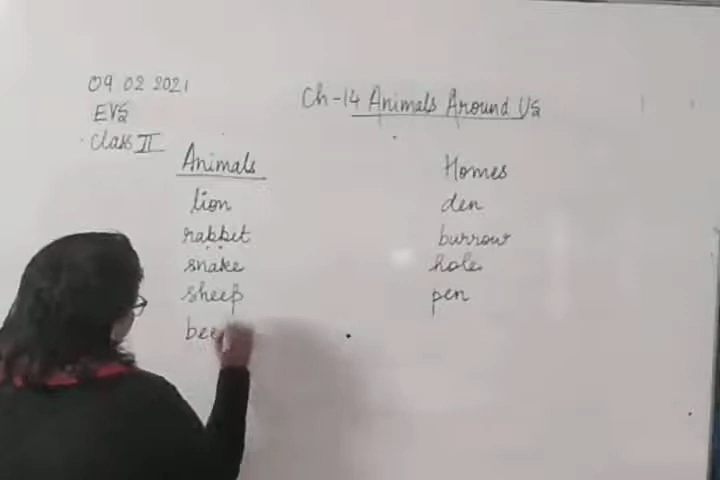 09 02 2021
Ch-14 Animals Around Us
EVS
Class II
Animals Homes
lion den
rabbit burrow
snake hole
sheep pen
bee